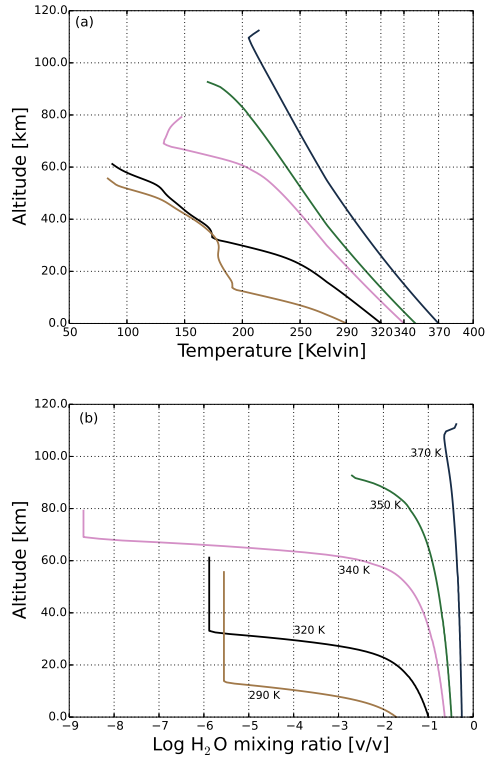 (a)
120.0
100.0
80.0
60.0
40.0
20.0
0.0
Altitude [km]
50 100 150 200 250 290 320 340 370 400
Temperature [Kelvin]
(b)
120.0
100.0
80.0
60.0
40.0
20.0
0.0
Altitude [km]
370 K
350 K
340 K
320 K
290 K
−9 −8 −7 −6 −5 −4 −3 −2 −1 0
Log H₂O mixing ratio [v/v]